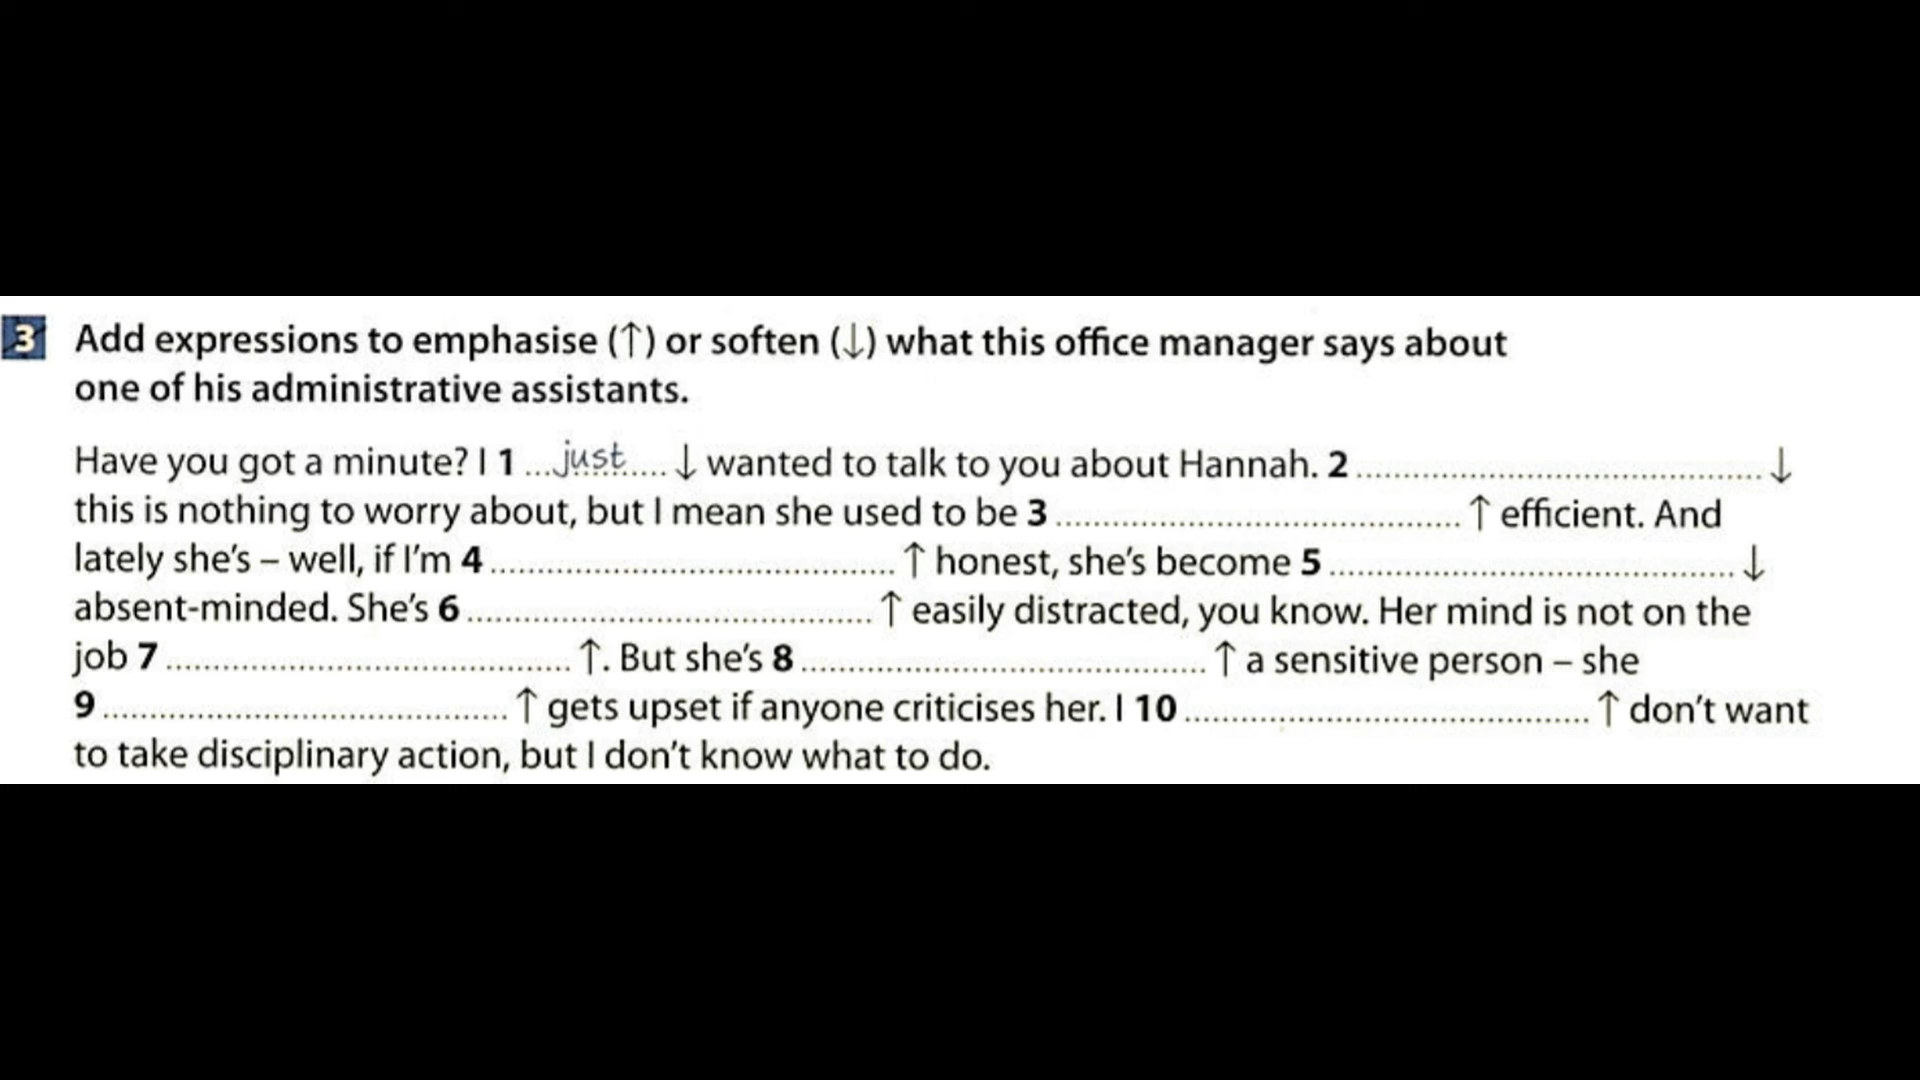 3 Add expressions to emphasise (↑) or soften (↓) what this office manager says about
one of his administrative assistants.
Have you got a minute? I 1 ...just.... ↓ wanted to talk to you about Hannah. 2 ........................................ ↓
this is nothing to worry about, but I mean she used to be 3 ........................................ ↑ efficient. And
lately she's – well, if I'm 4 ........................................ ↑ honest, she's become 5 ........................................ ↓
absent-minded. She's 6 ........................................ ↑ easily distracted, you know. Her mind is not on the
job 7 ........................................ ↑. But she's 8 ........................................ ↑ a sensitive person – she
9 ........................................ ↑ gets upset if anyone criticises her. I 10 ........................................ ↑ don't want
to take disciplinary action, but I don't know what to do.